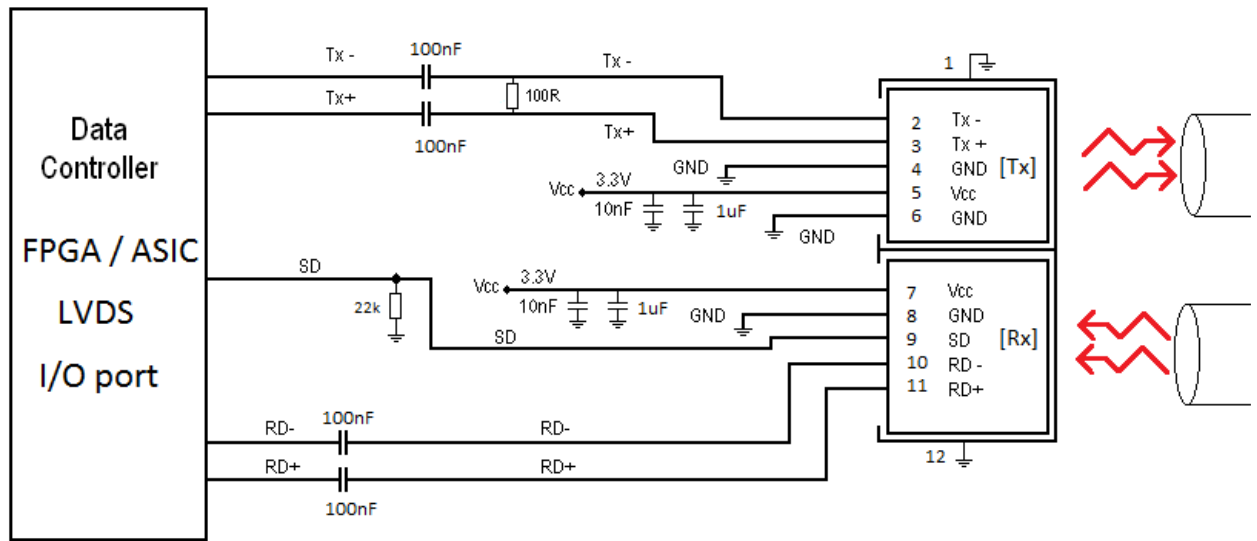 Data
Controller
FPGA / ASIC
LVDS
I/O port
Tx -
100nF
Tx -
Tx+
100nF
100R
Tx+
GND
Vcc
3.3V
10nF
1uF
GND
1
2 Tx -
3 Tx +
4 GND [Tx]
5 Vcc
6 GND
SD
22k
Vcc
3.3V
10nF
1uF
GND
SD
7 Vcc
8 GND
9 SD [Rx]
10 RD -
11 RD+
12
RD-
100nF
RD-
RD+
100nF
RD+